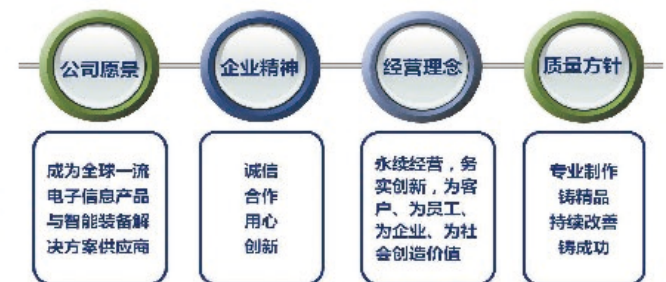 公司愿景
企业精神
经营理念
质量方针
成为全球一流
电子信息产品
与智能装备解
决方案供应商
诚信
合作
用心
创新
永续经营，务
实创新，为客
户、为员工、
为企业、为社
会创造价值
专业制作
铸精品
持续改善
铸成功